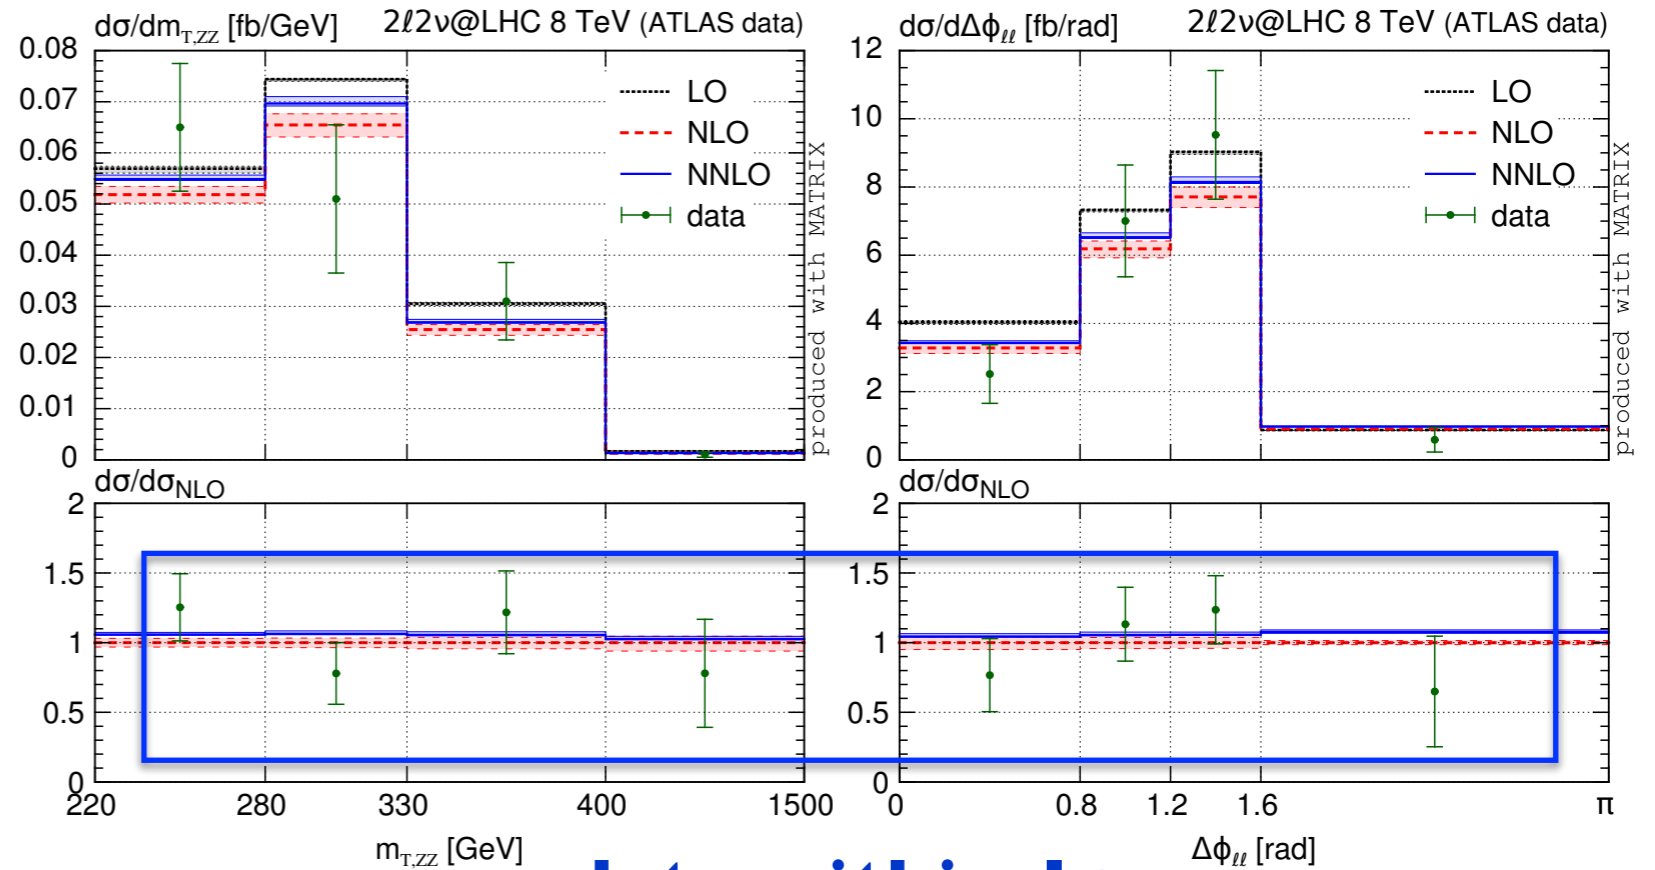 dσ/dm_T,ZZ [fb/GeV] 2ℓ2ν@LHC 8 TeV (ATLAS data)
0.08
0.07
0.06
0.05
0.04
0.03
0.02
0.01
0
LO
NLO
NNLO
data
produced with MATRIX
dσ/dΔϕ_ℓℓ [fb/rad] 2ℓ2ν@LHC 8 TeV (ATLAS data)
12
10
8
6
4
2
0
LO
NLO
NNLO
data
produced with MATRIX
dσ/dσ_NLO
2
1.5
1
0.5
0
220 280 330 400 1500
m_T,ZZ [GeV]
dσ/dσ_NLO
2
1.5
1
0.5
0
0 0.8 1.2 1.6 π
Δϕ_ℓℓ [rad]